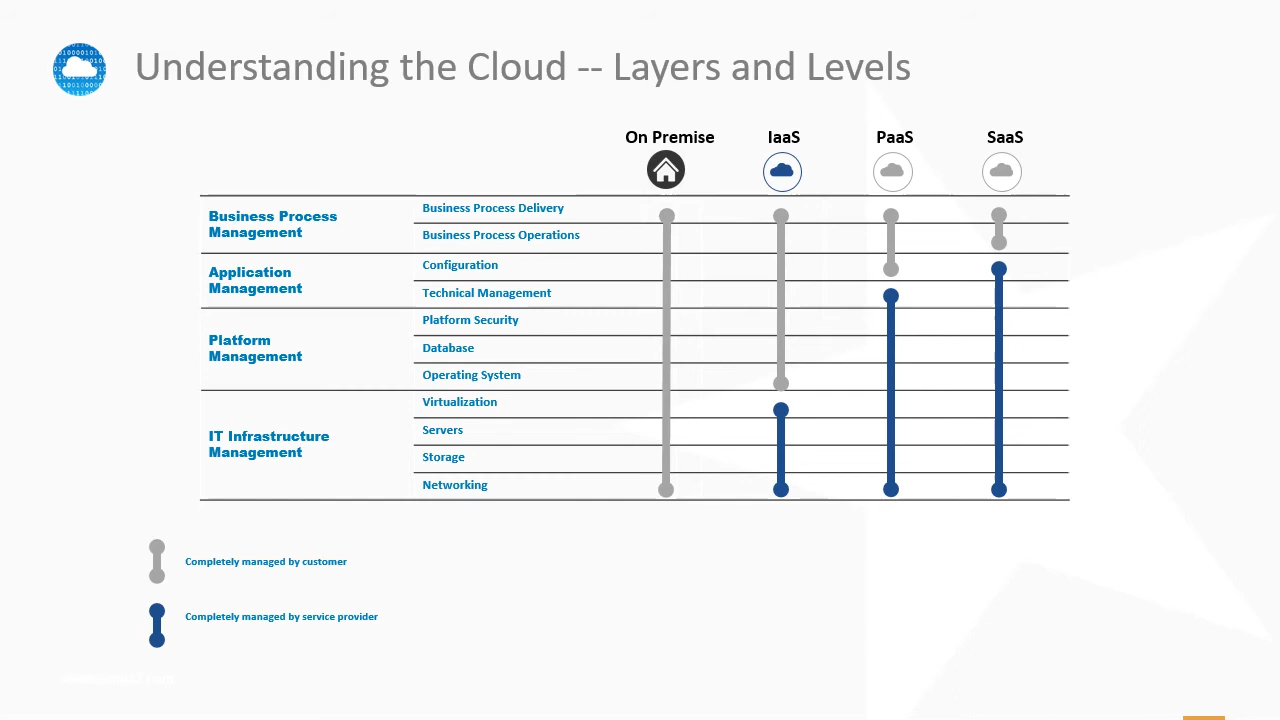 Understanding the Cloud -- Layers and Levels
On Premise
IaaS
PaaS
SaaS
Business Process
Management
Business Process Delivery
Business Process Operations
Application
Management
Configuration
Technical Management
Platform
Management
Platform Security
Database
Operating System
IT Infrastructure
Management
Virtualization
Servers
Storage
Networking
Completely managed by customer
Completely managed by service provider